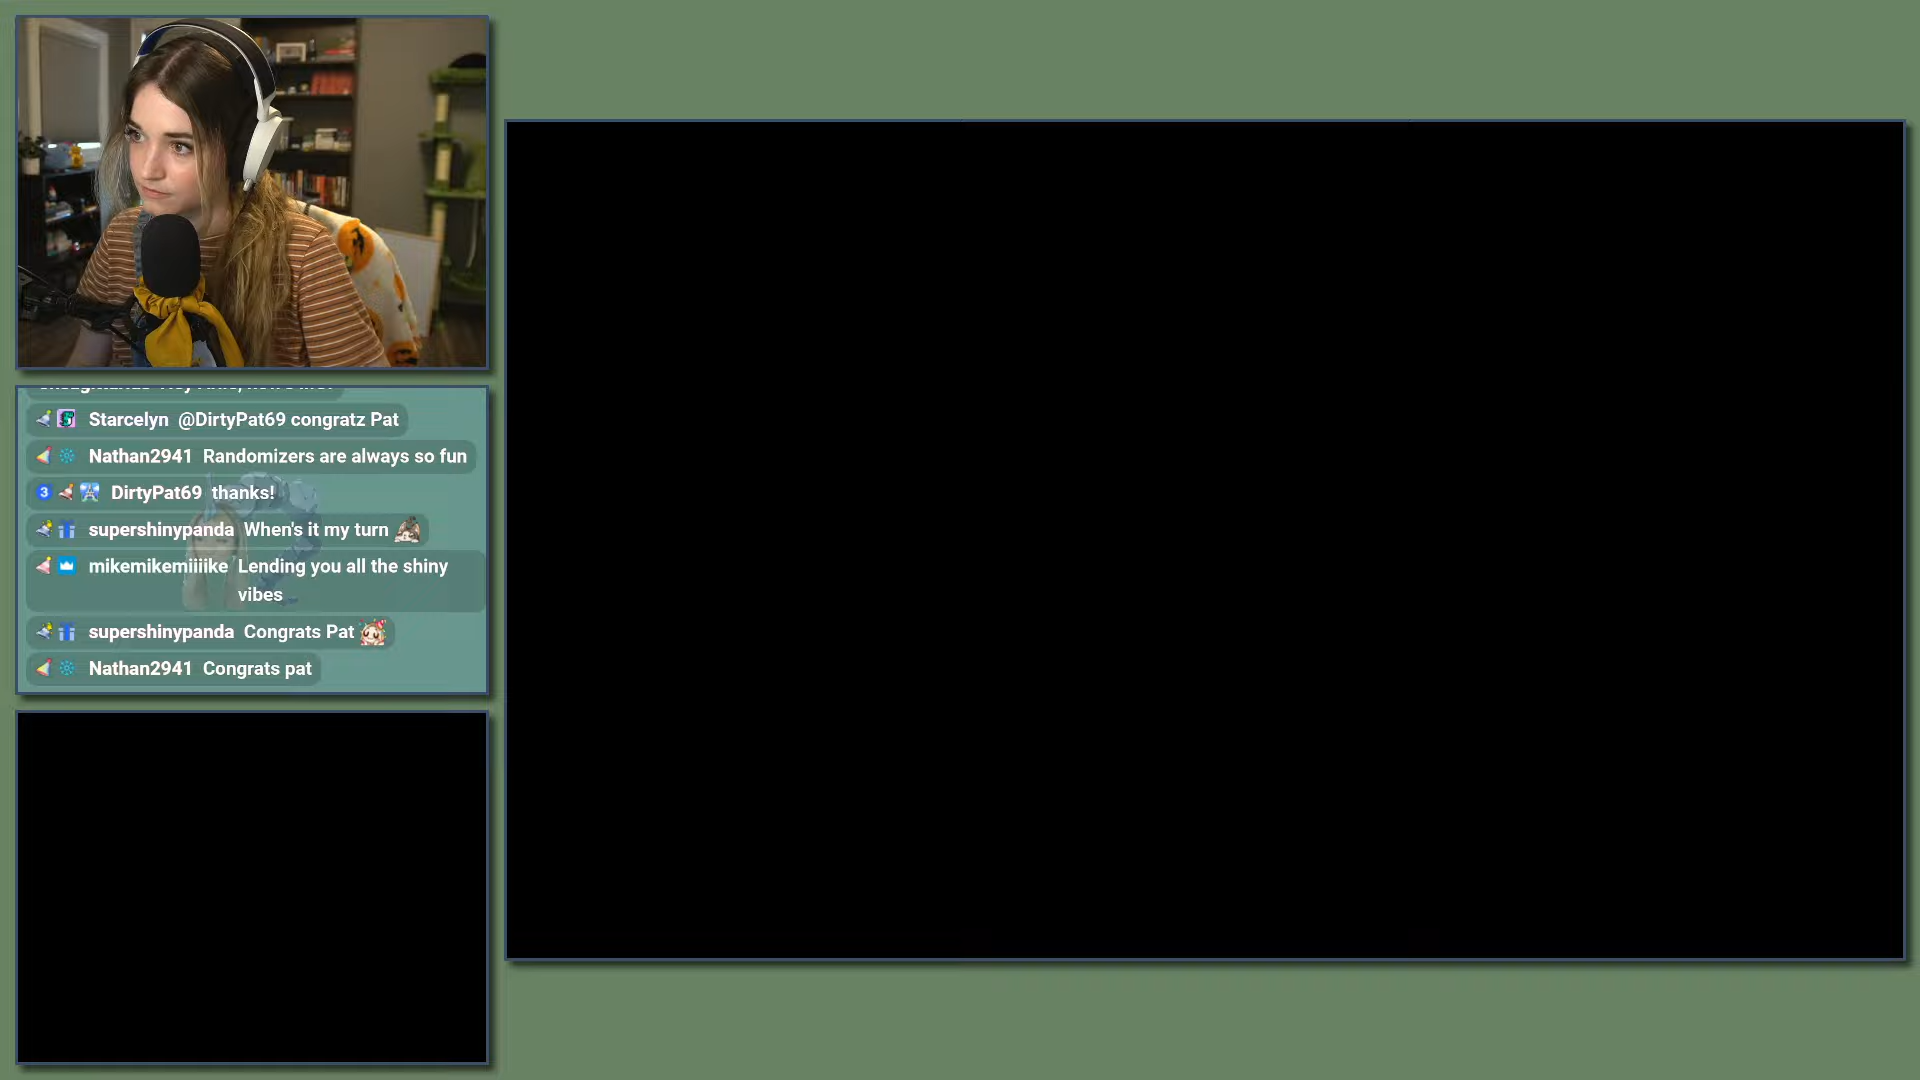 Starcelyn @DirtyPat69 congratz Pat
Nathan2941 Randomizers are always so fun
3 DirtyPat69 thanks!
supershinypanda When's it my turn
mikemikemiiiike Lending you all the shiny
vibes
supershinypanda Congrats Pat
Nathan2941 Congrats pat